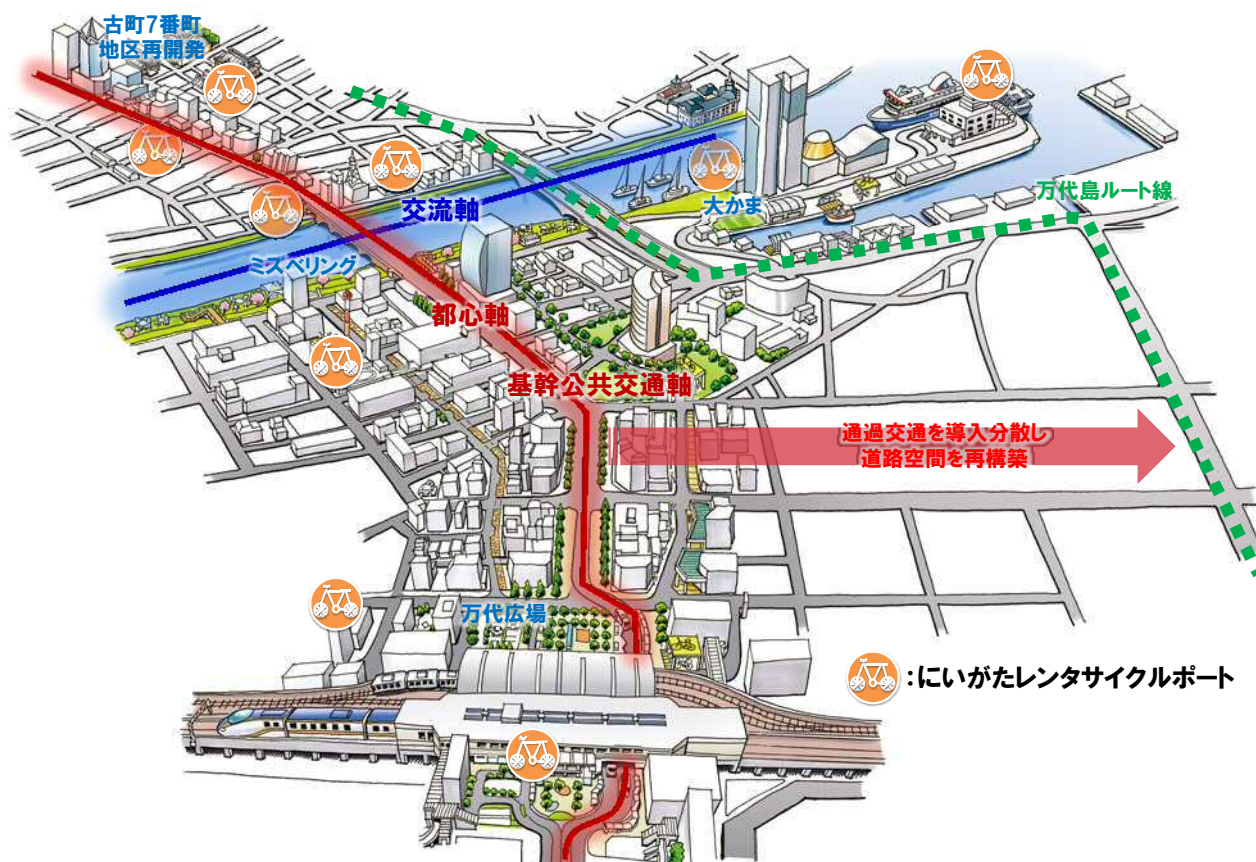 古町7番町
地区再開発
交流軸
大かま
万代島ルート線
ミズベリング
都心軸
基幹公共交通軸
通過交通を導入分散し
道路空間を再構築
万代広場
:にいがたレンタサイクルポート